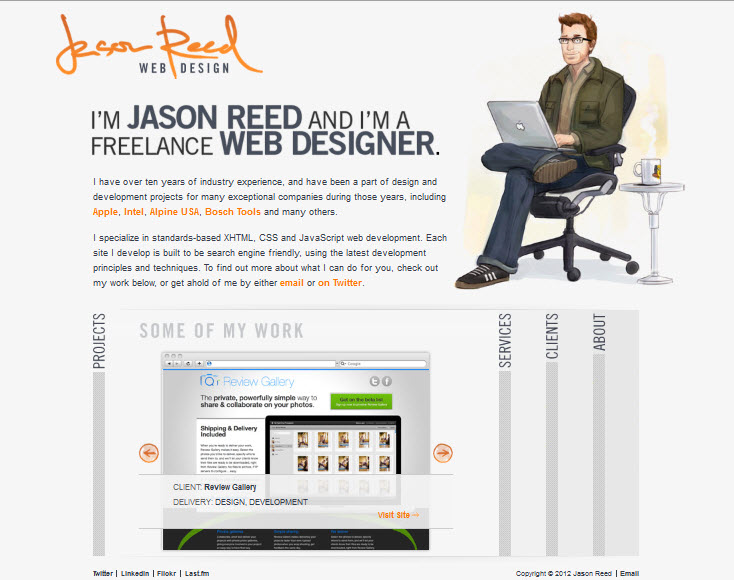 Jason Reed
WEB DESIGN
I'M JASON REED AND I'M A
FREELANCE WEB DESIGNER.
I have over ten years of industry experience, and have been a part of design and
development projects for many exceptional companies during those years, including
Apple, Intel, Alpine USA, Bosch Tools and many others.
I specialize in standards-based XHTML, CSS and JavaScript web development. Each
site I develop is built to be search engine friendly, using the latest development
principles and techniques. To find out more about what I can do for you, check out
my work below, or get ahold of me by either email or on Twitter.
PROJECTS
SOME OF MY WORK
Review Gallery
The private, powerfully simple way to
share & collaborate on your photos.
Get on the beta list
Shipping & Delivery
Included
CLIENT: Review Gallery
DELIVERY: DESIGN, DEVELOPMENT
Visit Site →
SERVICES
CLIENTS
ABOUT
Twitter | LinkedIn | Flickr | Last.fm
Copyright © 2012 Jason Reed | Email